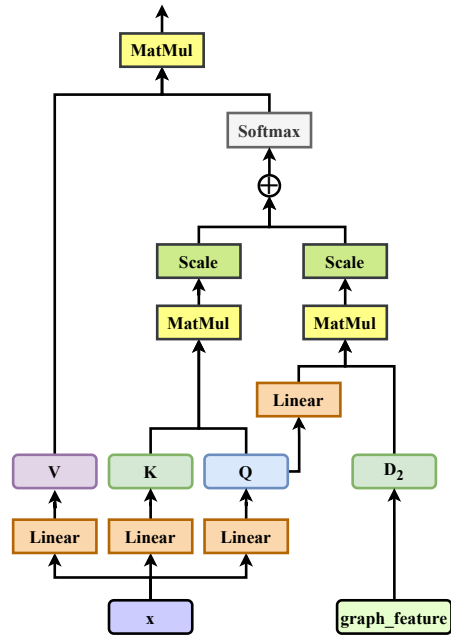 MatMul
Softmax
Scale
Scale
MatMul
MatMul
Linear
V
K
Q
D₂
Linear
Linear
Linear
x
graph_feature